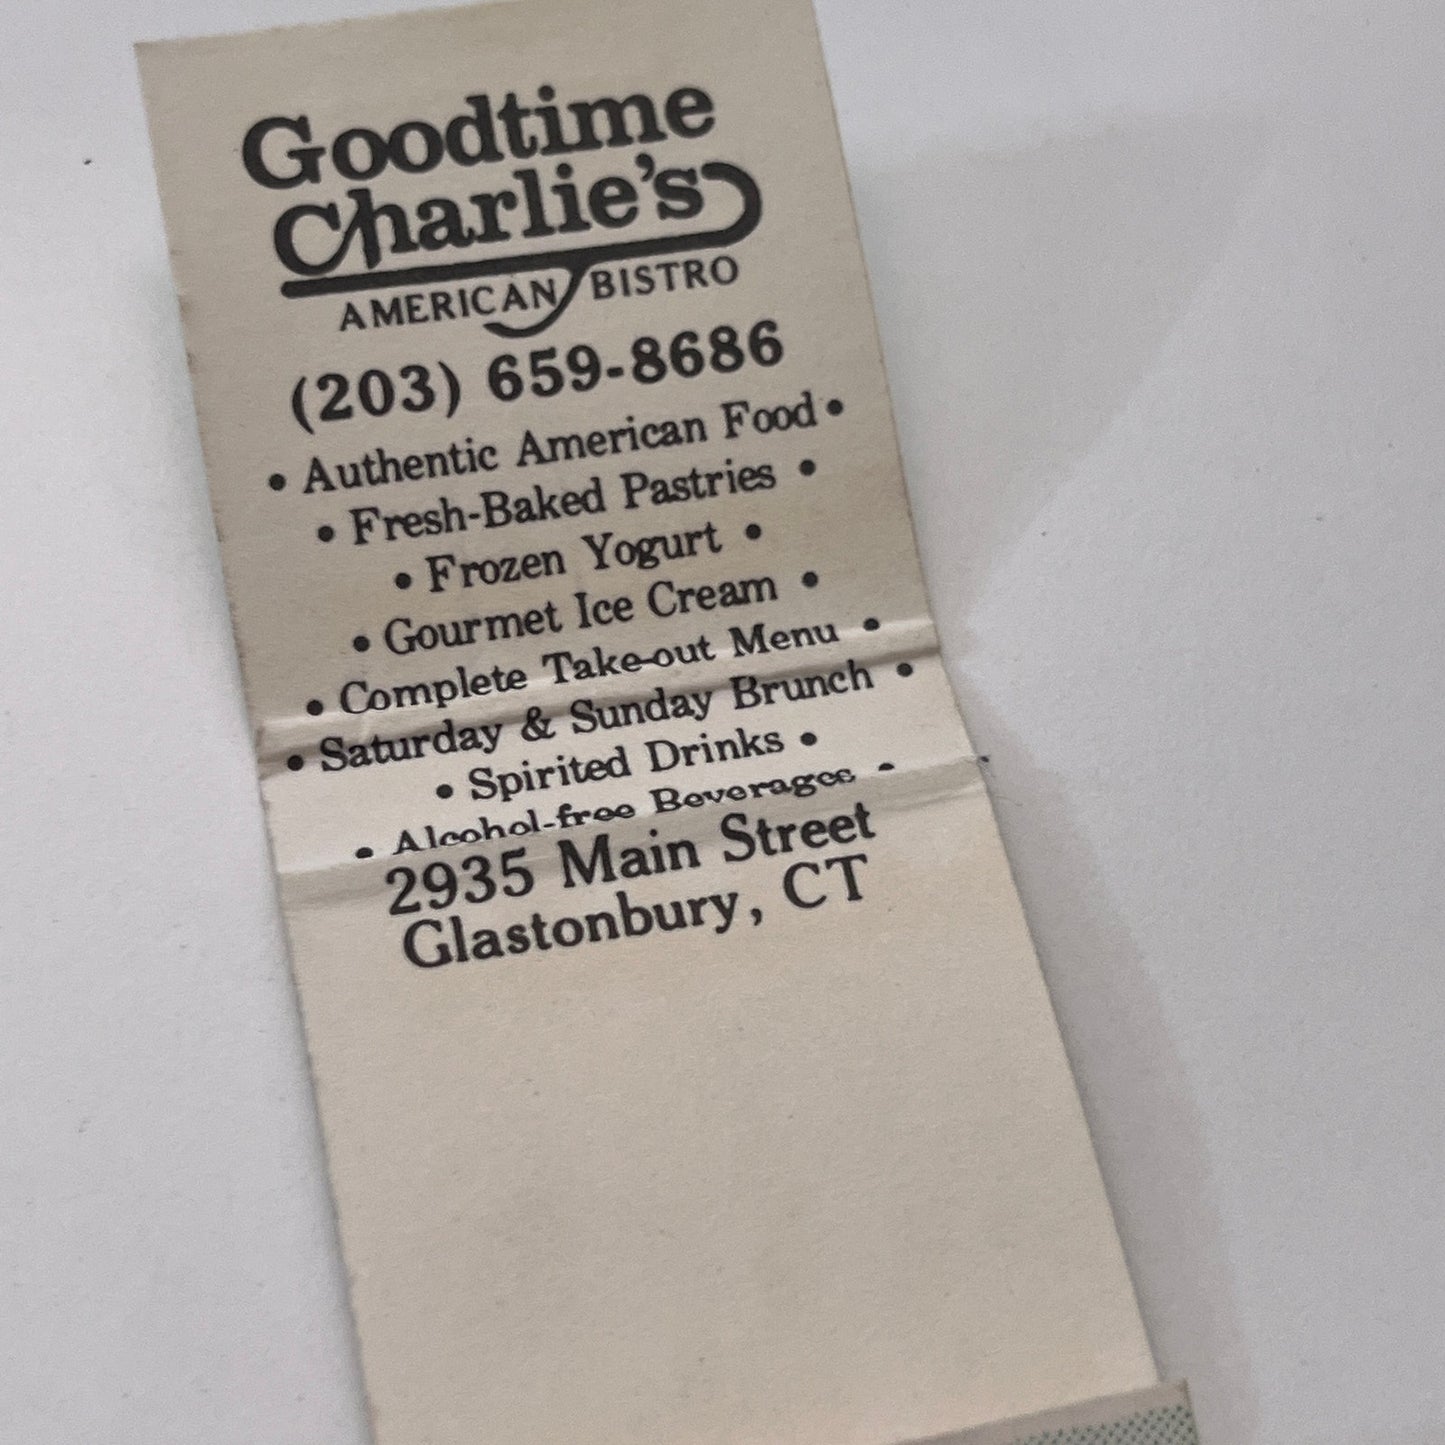 Goodtime
Charlie's
AMERICAN BISTRO
(203) 659-8686
• Authentic American Food •
• Fresh-Baked Pastries •
• Frozen Yogurt •
• Gourmet Ice Cream •
• Complete Take-out Menu •
• Saturday & Sunday Brunch •
• Spirited Drinks •
• Alcohol-free Beverages •
2935 Main Street
Glastonbury, CT